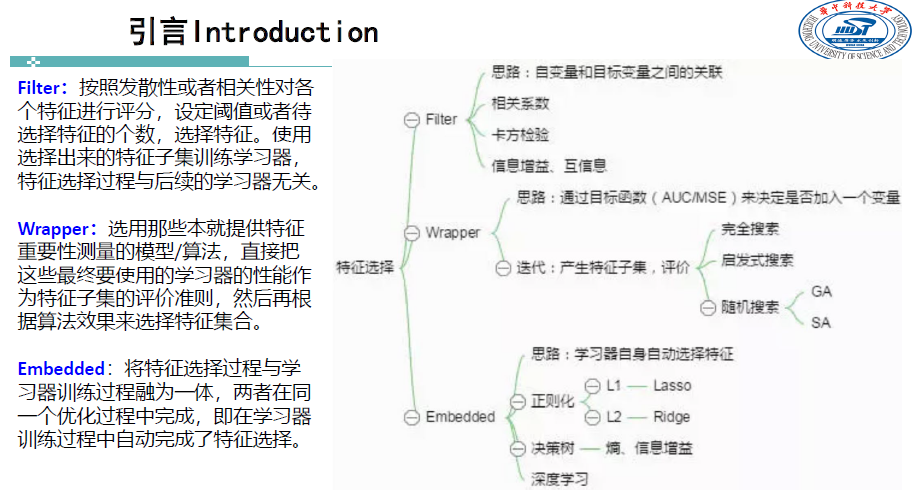 引言Introduction
华中科技大学
Filter：按照发散性或者相关性对各
个特征进行评分，设定阈值或者待
选择特征的个数，选择特征。使用
选择出来的特征子集训练学习器，
特征选择过程与后续的学习器无关。
Wrapper：选用那些本就提供特征
重要性测量的模型/算法，直接把
这些最终要使用的学习器的性能作
为特征子集的评价准则，然后再根
据算法效果来选择特征集合。
Embedded：将特征选择过程与学
习器训练过程融为一体，两者在同
一个优化过程中完成，即在学习器
训练过程中自动完成了特征选择。
特征选择
Filter
思路：自变量和目标变量之间的关联
相关系数
卡方检验
信息增益、互信息
Wrapper
思路：通过目标函数（AUC/MSE）来决定是否加入一个变量
迭代：产生特征子集，评价
完全搜索
启发式搜索
随机搜索
GA
SA
Embedded
思路：学习器自身自动选择特征
正则化
L1
Lasso
L2
Ridge
决策树
熵、信息增益
深度学习